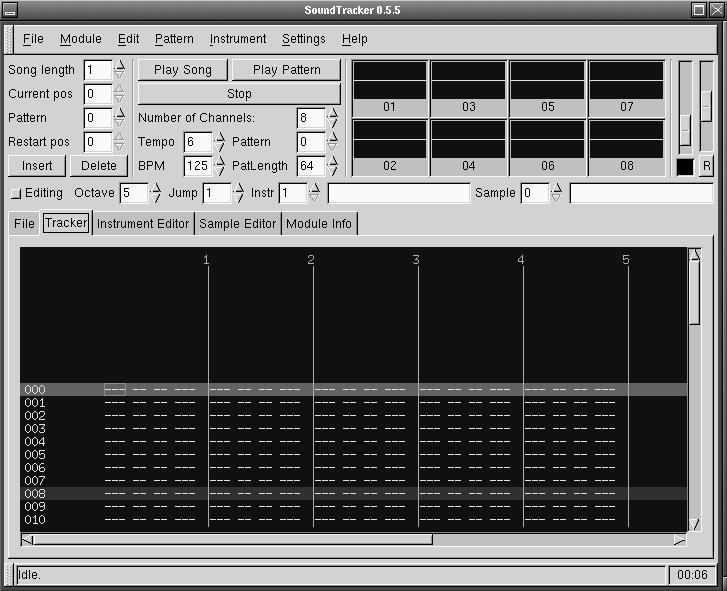 SoundTracker 0.5.5
File Module Edit Pattern Instrument Settings Help
Song length 1 Play Song Play Pattern
Current pos 0 Stop
01 03 05 07
Pattern 0 Number of Channels: 8
Restart pos 0 Tempo 6 Pattern 0
Insert Delete BPM 125 PatLength 64
02 04 06 08 R
Editing Octave 5 Jump 1 Instr 1 Sample 0
File Tracker Instrument Editor Sample Editor Module Info
1 2 3 4 5
000 --- -- -- --- --- -- -- --- --- -- -- --- --- -- -- --- --- -- -- ---
001 --- -- -- --- --- -- -- --- --- -- -- --- --- -- -- --- --- -- -- ---
002 --- -- -- --- --- -- -- --- --- -- -- --- --- -- -- --- --- -- -- ---
003 --- -- -- --- --- -- -- --- --- -- -- --- --- -- -- --- --- -- -- ---
004 --- -- -- --- --- -- -- --- --- -- -- --- --- -- -- --- --- -- -- ---
005 --- -- -- --- --- -- -- --- --- -- -- --- --- -- -- --- --- -- -- ---
006 --- -- -- --- --- -- -- --- --- -- -- --- --- -- -- --- --- -- -- ---
007 --- -- -- --- --- -- -- --- --- -- -- --- --- -- -- --- --- -- -- ---
008 --- -- -- --- --- -- -- --- --- -- -- --- --- -- -- --- --- -- -- ---
009 --- -- -- --- --- -- -- --- --- -- -- --- --- -- -- --- --- -- -- ---
010 --- -- -- --- --- -- -- --- --- -- -- --- --- -- -- --- --- -- -- ---
Idle. 00:06